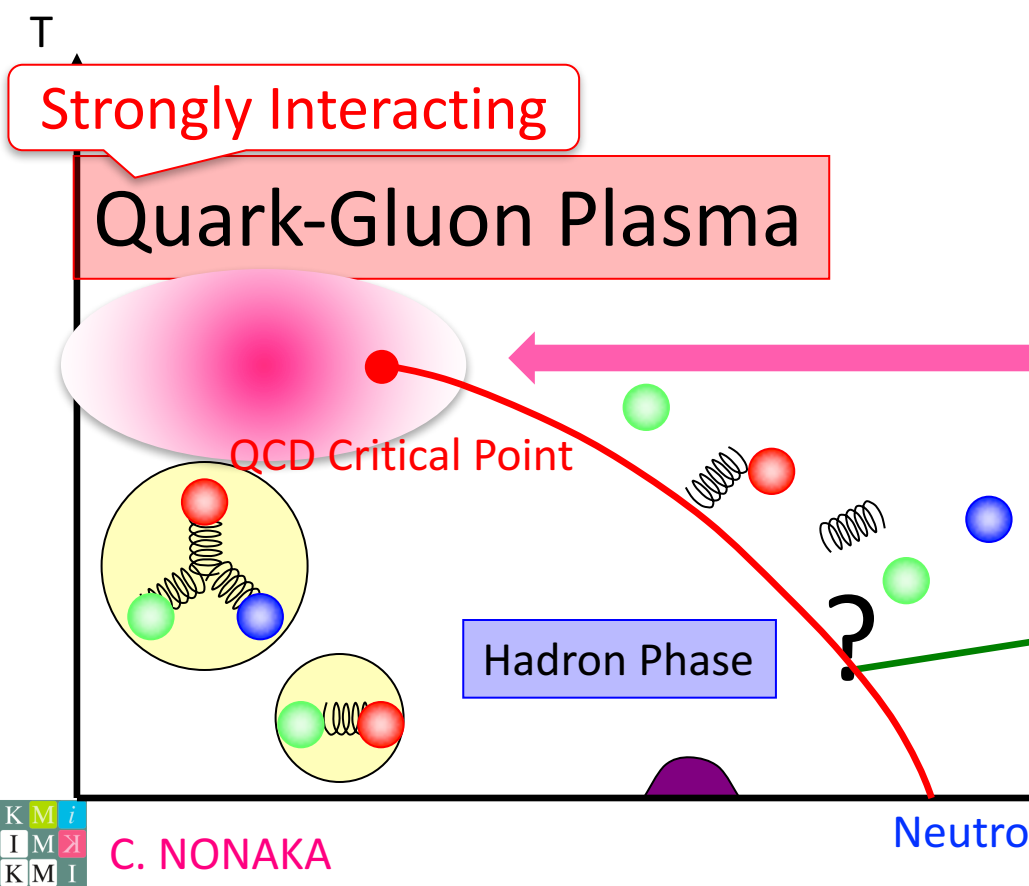 T
Strongly Interacting
Quark-Gluon Plasma
QCD Critical Point
?
Hadron Phase
Neutro
K M i
I M K
K M I
C. NONAKA